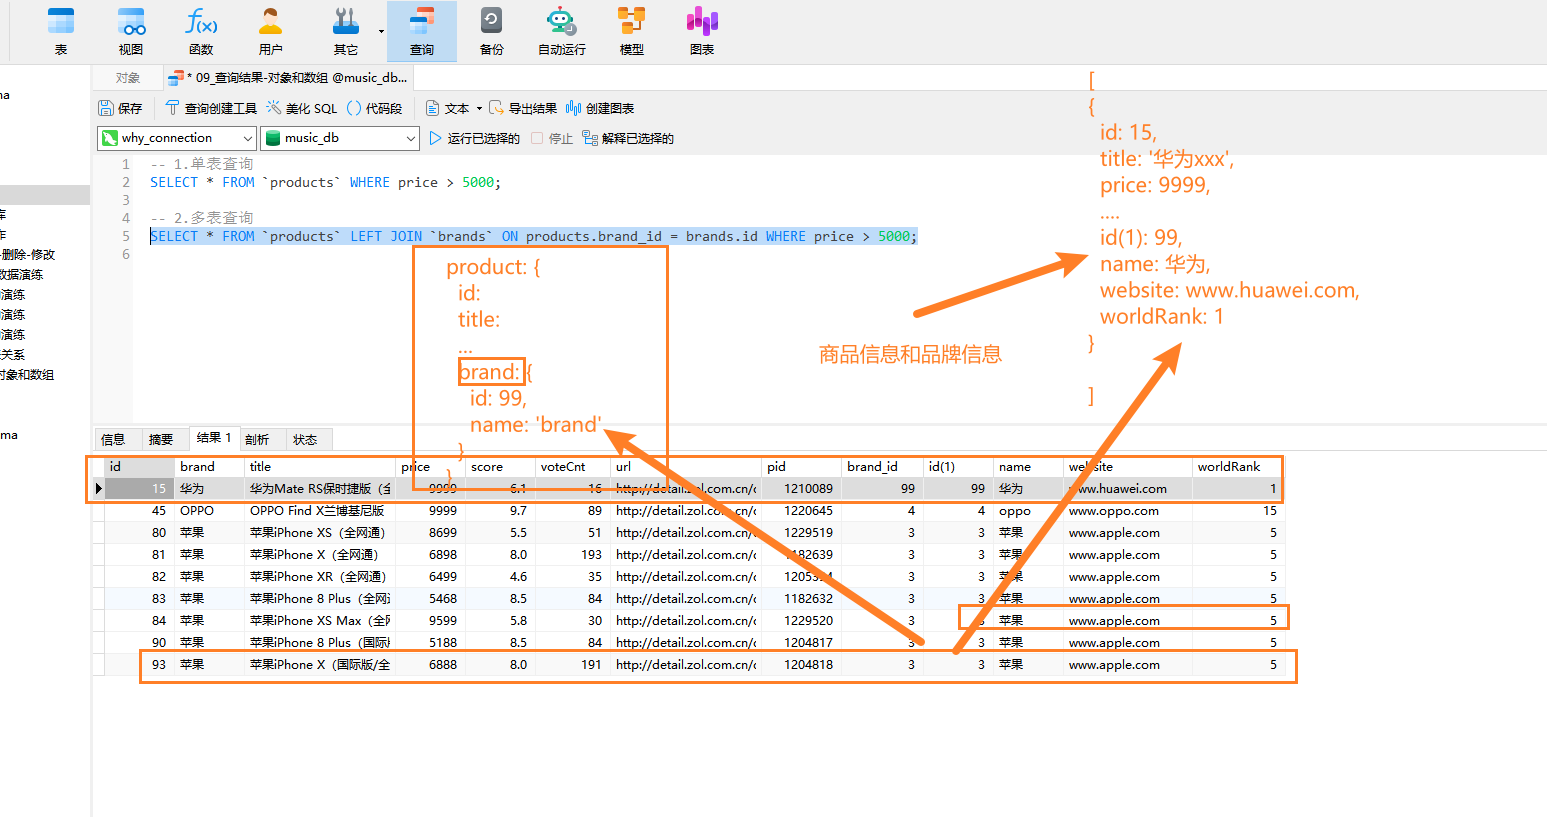 表 视图 函数 用户 其它 查询 备份 自动运行 模型 图表
对象 * 09_查询结果-对象和数组 @music_db...
保存 查询创建工具 美化 SQL () 代码段 文本 导出结果 创建图表
why_connection music_db 运行已选择的 停止 解释已选择的
na
库
作
-删除-修改
数据演练
演练
演练
演练
关系
对象和数组
ma
1 -- 1.单表查询
2 SELECT * FROM `products` WHERE price > 5000;
3
4 -- 2.多表查询
5 SELECT * FROM `products` LEFT JOIN `brands` ON products.brand_id = brands.id WHERE price > 5000;
6
product: {
id:
title:
...
brand: {
id: 99,
name: 'brand'
}
}
[
{
id: 15,
title: '华为xxx',
price: 9999,
....
id(1): 99,
name: 华为,
website: www.huawei.com,
worldRank: 1
}
]
商品信息和品牌信息
信息 摘要 结果 1 剖析 状态
id brand title price score voteCnt url pid brand_id id(1) name website worldRank
15 华为 华为Mate RS保时捷版（全 9999 6.1 16 http://detail.zol.com.cn/c 1210089 99 99 华为 www.huawei.com 1
45 OPPO OPPO Find X兰博基尼版 9999 9.7 89 http://detail.zol.com.cn/c 1220645 4 4 oppo www.oppo.com 15
80 苹果 苹果iPhone XS（全网通） 8699 5.5 51 http://detail.zol.com.cn/c 1229519 3 3 苹果 www.apple.com 5
81 苹果 苹果iPhone X（全网通） 6898 8.0 193 http://detail.zol.com.cn/c 1182639 3 3 苹果 www.apple.com 5
82 苹果 苹果iPhone XR（全网通） 6499 4.6 35 http://detail.zol.com.cn/c 3 3 苹果 www.apple.com 5
83 苹果 苹果iPhone 8 Plus（全网通 5468 8.5 84 http://detail.zol.com.cn/c 1182632 3 3 苹果 www.apple.com 5
84 苹果 苹果iPhone XS Max（全网 9599 5.8 30 http://detail.zol.com.cn/c 1229520 3 3 苹果 www.apple.com 5
90 苹果 苹果iPhone 8 Plus（国际版 5188 8.5 84 http://detail.zol.com.cn/c 1204817 3 3 苹果 www.apple.com 5
93 苹果 苹果iPhone X（国际版/全 6888 8.0 191 http://detail.zol.com.cn/c 1204818 3 3 苹果 www.apple.com 5